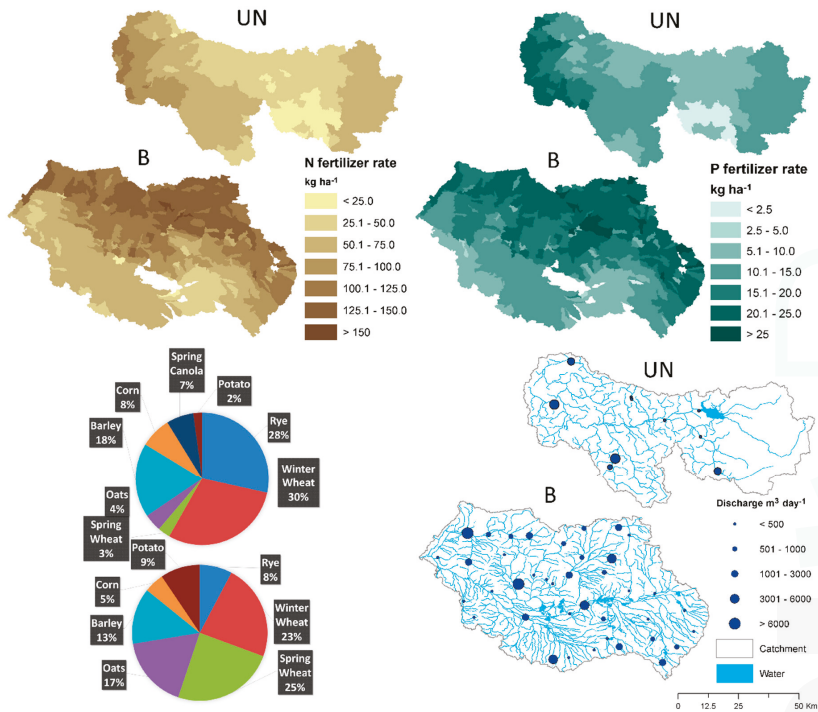 UN
B
N fertilizer rate
kg ha⁻¹
< 25.0
25.1 - 50.0
50.1 - 75.0
75.1 - 100.0
100.1 - 125.0
125.1 - 150.0
> 150
UN
B
P fertilizer rate
kg ha⁻¹
< 2.5
2.5 - 5.0
5.1 - 10.0
10.1 - 15.0
15.1 - 20.0
20.1 - 25.0
> 25
Spring
Canola
7%
Potato
2%
Corn
8%
Rye
28%
Barley
18%
Winter
Wheat
30%
Oats
4%
Spring
Wheat
3%
Potato
9%
Rye
8%
Corn
5%
Winter
Wheat
23%
Barley
13%
Oats
17%
Spring
Wheat
25%
UN
B
Discharge m³ day⁻¹
< 500
501 - 1000
1001 - 3000
3001 - 6000
> 6000
Catchment
Water
0 12.5 25 50 Km